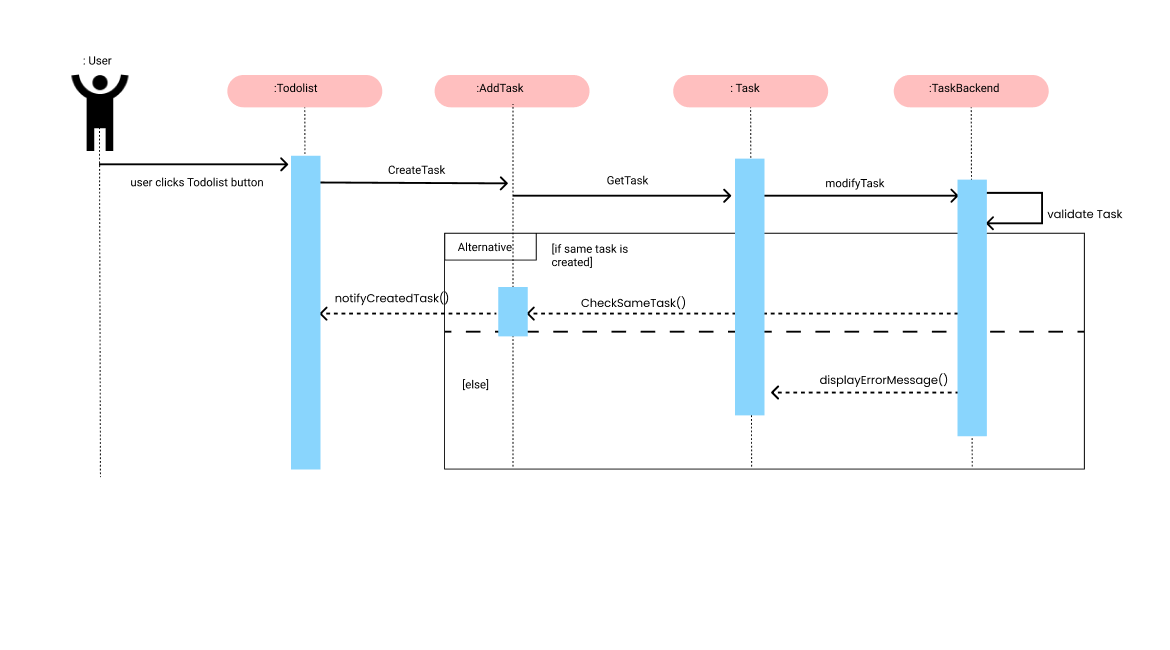 : User
:Todolist
:AddTask
: Task
:TaskBackend
CreateTask
user clicks Todolist button
GetTask
modifyTask
validate Task
Alternative
[if same task is
created]
notifyCreatedTask()
CheckSameTask()
[else]
displayErrorMessage()